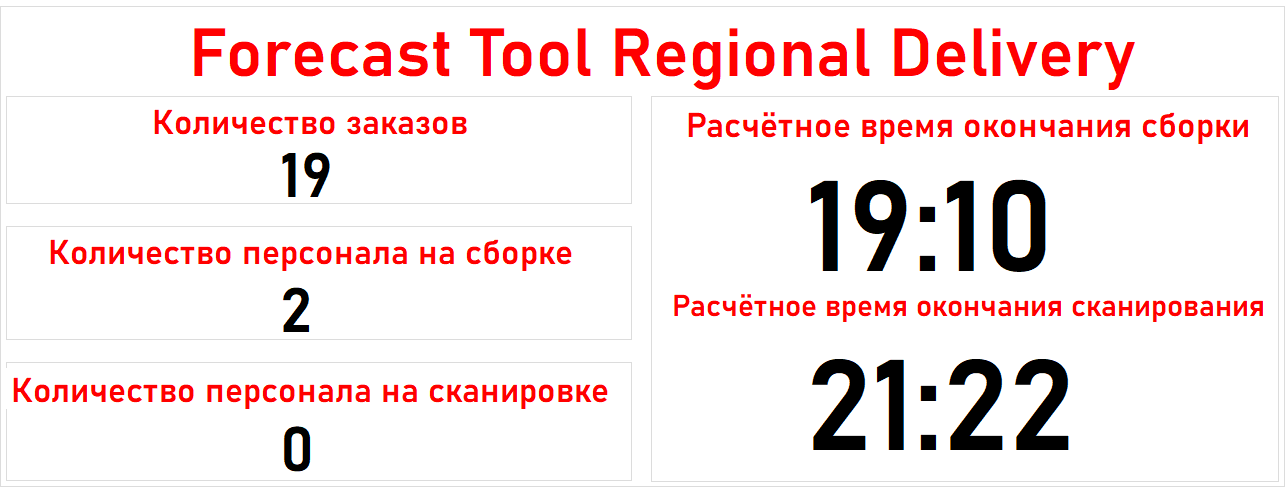 Forecast Tool Regional Delivery
Количество заказов
19
Количество персонала на сборке
2
Количество персонала на сканировке
0
Расчётное время окончания сборки
19:10
Расчётное время окончания сканирования
21:22